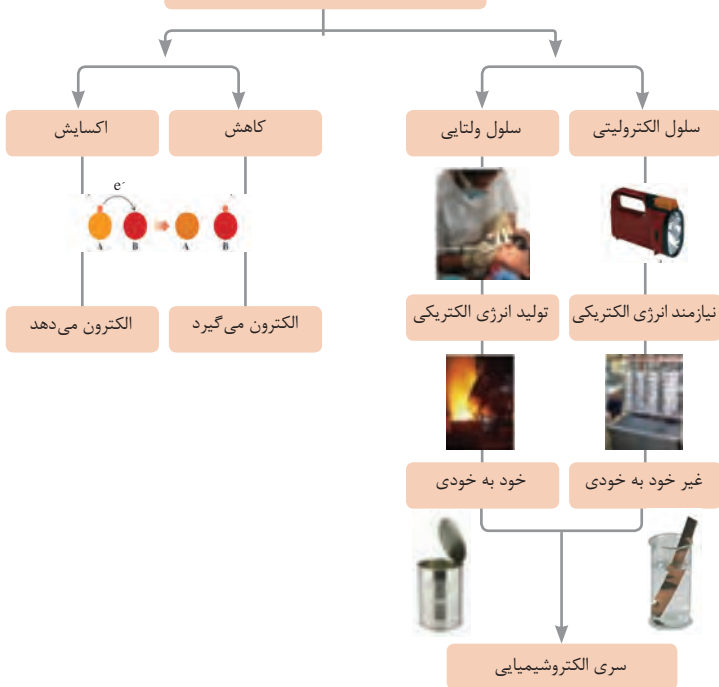 سلول الکترولیتی
سلول ولتایی
کاهش
اکسایش
e-
A B A B
نیازمند انرژی الکتریکی
تولید انرژی الکتریکی
الکترون می‌گیرد
الکترون می‌دهد
غیر خود به خودی
خود به خودی
سری الکتروشیمیایی